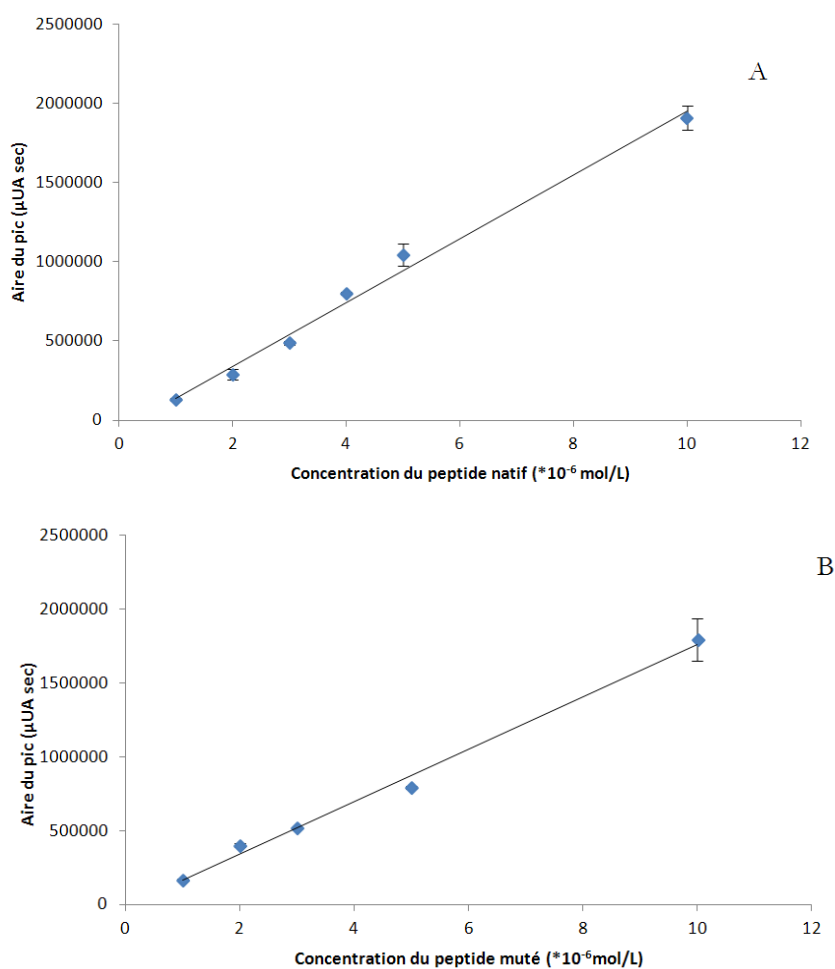 2500000
A
2000000
1500000
1000000
500000
0
Aire du pic (µUA sec)
0 2 4 6 8 10 12
Concentration du peptide natif (*10⁻⁶ mol/L)
2500000
B
2000000
1500000
1000000
500000
0
Aire du pic (µUA sec)
0 2 4 6 8 10 12
Concentration du peptide muté (*10⁻⁶mol/L)